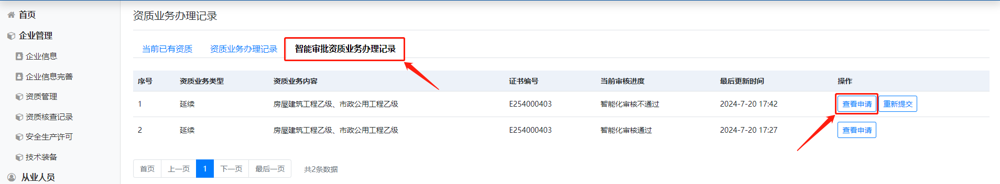 首页
企业管理
企业信息
企业信息完善
资质管理
资质核查记录
安全生产许可
技术装备
从业人员
资质业务办理记录
当前已有资质 资质业务办理记录 智能审批资质业务办理记录
序号 资质业务类型 资质业务内容 证书编号 当前审核进度 最后更新时间 操作
1 延续 房屋建筑工程乙级、市政公用工程乙级 E254000403 智能化审核不通过 2024-7-20 17:42 查看申请 重新提交
2 延续 房屋建筑工程乙级、市政公用工程乙级 E254000403 智能化审核通过 2024-7-20 17:27 查看申请
首页 上一页 1 下一页 最后一页 共2条数据